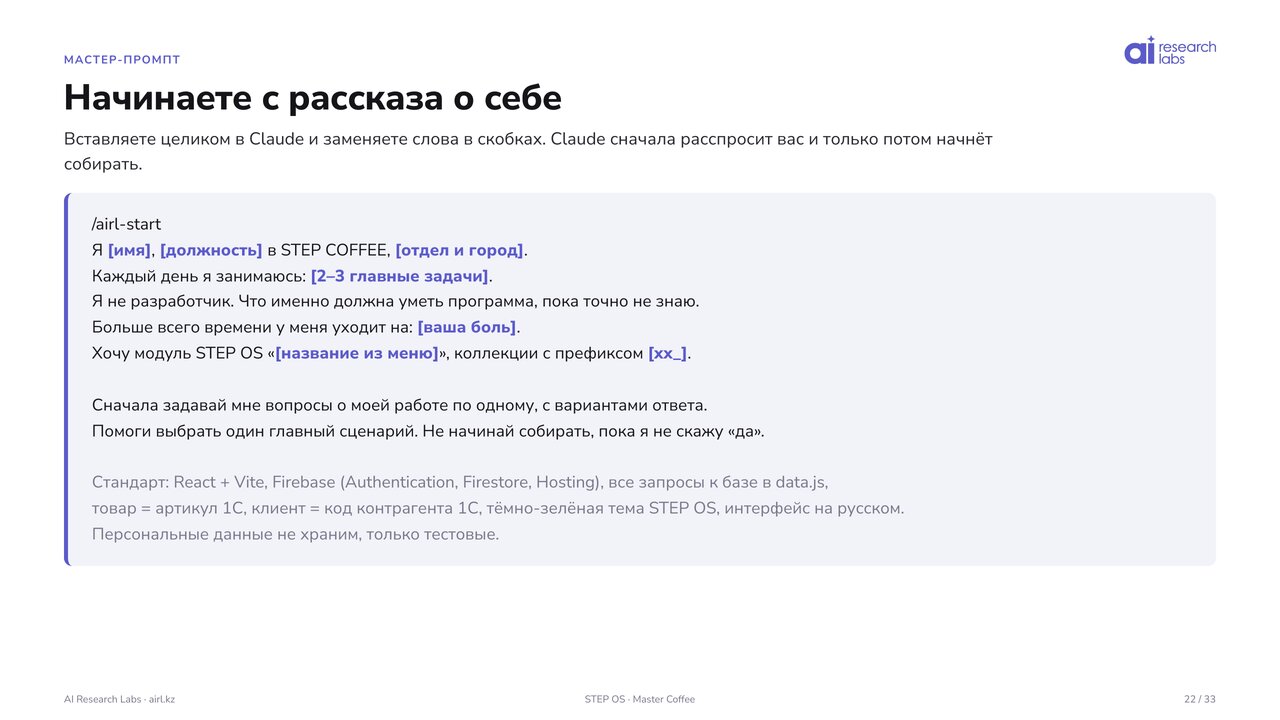 МАСТЕР-ПРОМПТ
ai research labs
Начинаете с рассказа о себе
Вставляете целиком в Claude и заменяете слова в скобках. Claude сначала расспросит вас и только потом начнёт
собирать.
/airl-start
Я [имя], [должность] в STEP COFFEE, [отдел и город].
Каждый день я занимаюсь: [2–3 главные задачи].
Я не разработчик. Что именно должна уметь программа, пока точно не знаю.
Больше всего времени у меня уходит на: [ваша боль].
Хочу модуль STEP OS «[название из меню]», коллекции с префиксом [xx_].
Сначала задавай мне вопросы о моей работе по одному, с вариантами ответа.
Помоги выбрать один главный сценарий. Не начинай собирать, пока я не скажу «да».
Стандарт: React + Vite, Firebase (Authentication, Firestore, Hosting), все запросы к базе в data.js,
товар = артикул 1С, клиент = код контрагента 1С, тёмно-зелёная тема STEP OS, интерфейс на русском.
Персональные данные не храним, только тестовые.
AI Research Labs · airl.kz
STEP OS · Master Coffee
22 / 33